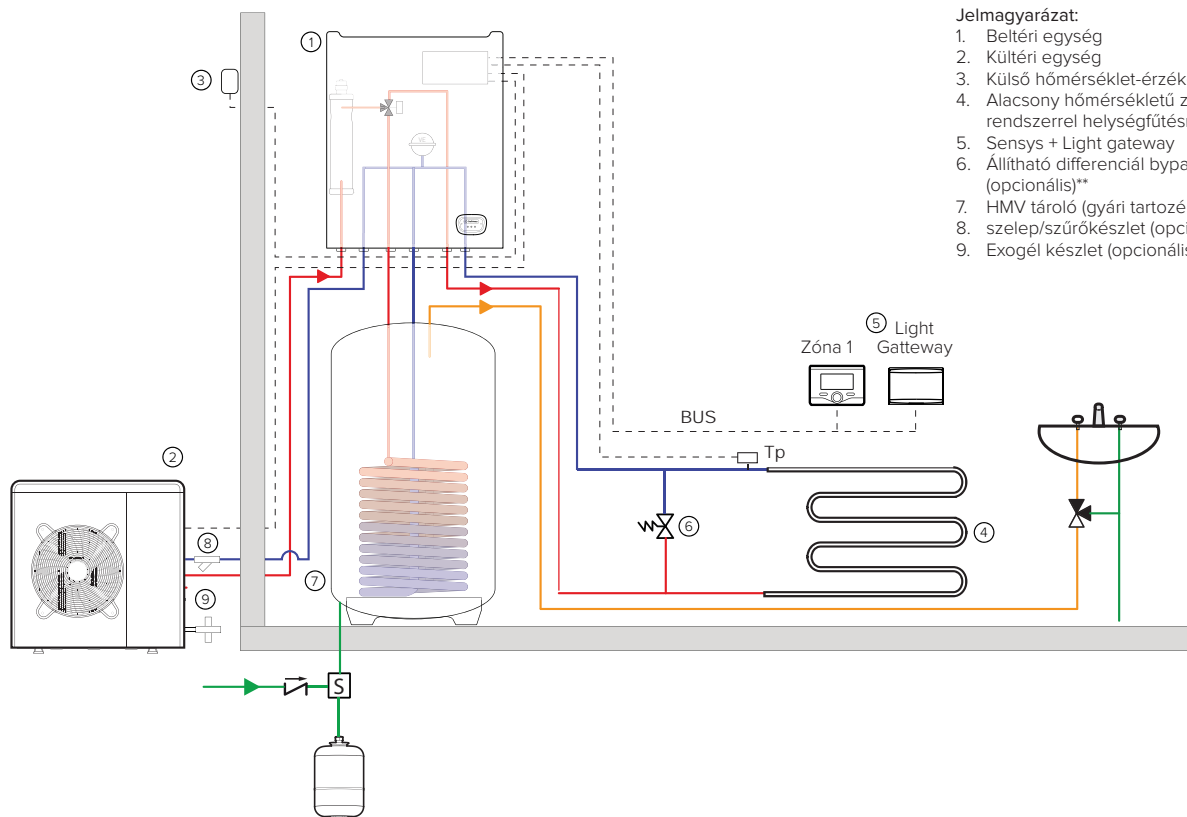 Jelmagyarázat:
1. Beltéri egység
2. Kültéri egység
3. Külső hőmérséklet-érzék
4. Alacsony hőmérsékletű z
rendszerrel helységfűtés
5. Sensys + Light gateway
6. Állítható differenciál bypa
(opcionális)**
7. HMV tároló (gyári tartozé
8. szelep/szűrőkészlet (opci
9. Exogél készlet (opcionális
1
3
5 Light
Zóna 1 Gatteway
BUS
Tp
2
6
4
8
7
9
S